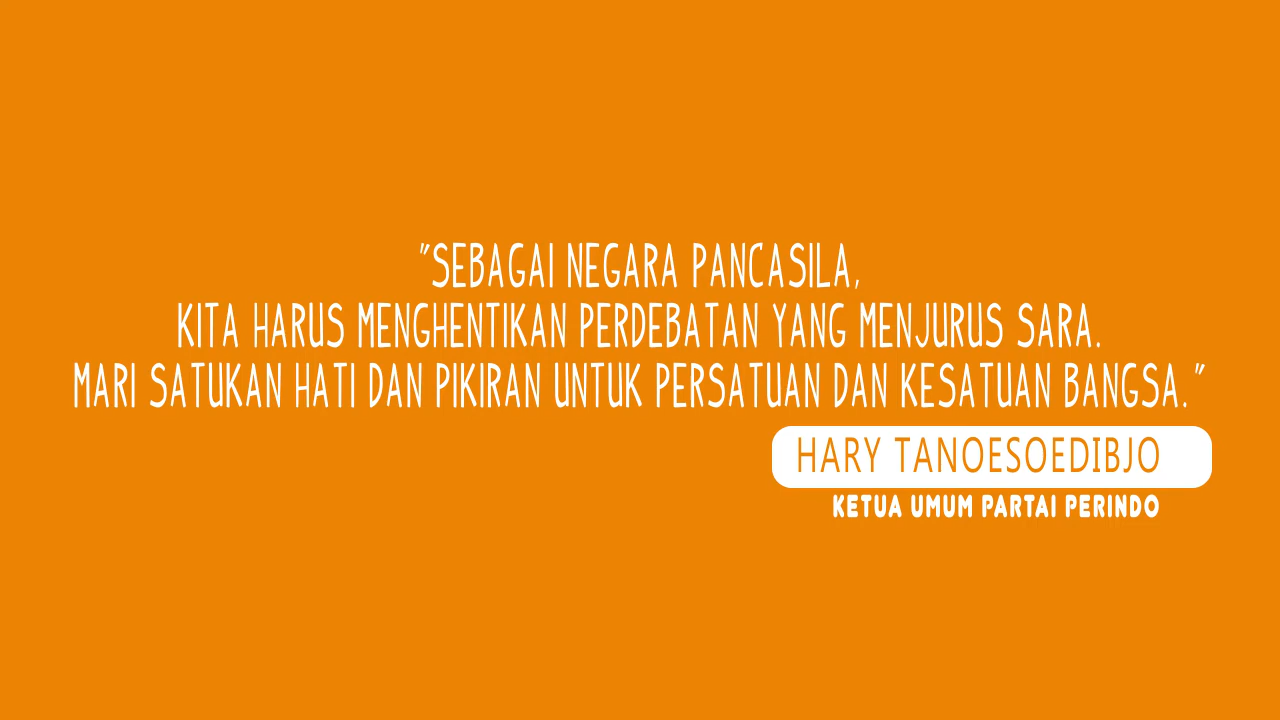 "SEBAGAI NEGARA PANCASILA,
KITA HARUS MENGHENTIKAN PERDEBATAN YANG MENJURUS SARA.
MARI SATUKAN HATI DAN PIKIRAN UNTUK PERSATUAN DAN KESATUAN BANGSA."
HARY TANOESOEDIBJO
KETUA UMUM PARTAI PERINDO